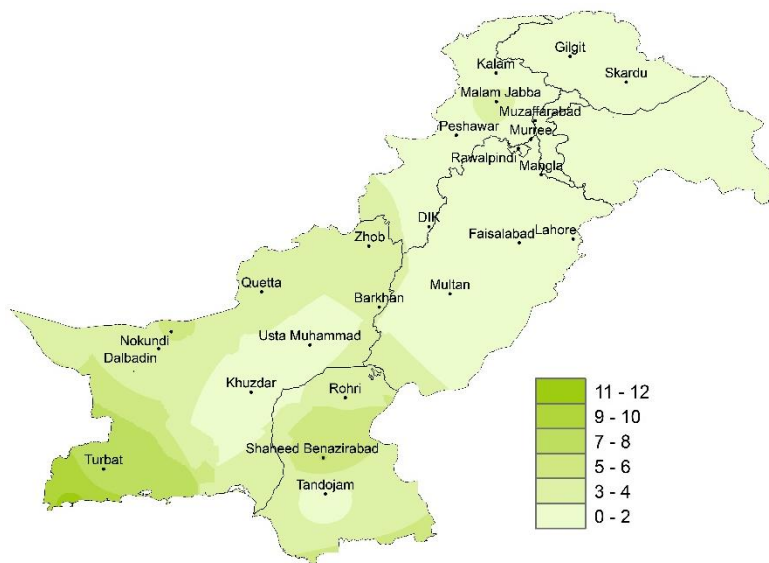 Gilgit
Kalam
Skardu
Malam Jabba
Muzaffarabad
Peshawar
Murree
Rawalpindi
Mangla
DIK
Zhob
Faisalabad
Lahore
Quetta
Barkhan
Multan
Nokundi
Usta Muhammad
Dalbadin
Khuzdar
Rohri
Shaheed Benazirabad
Turbat
Tandojam
11 - 12
9 - 10
7 - 8
5 - 6
3 - 4
0 - 2